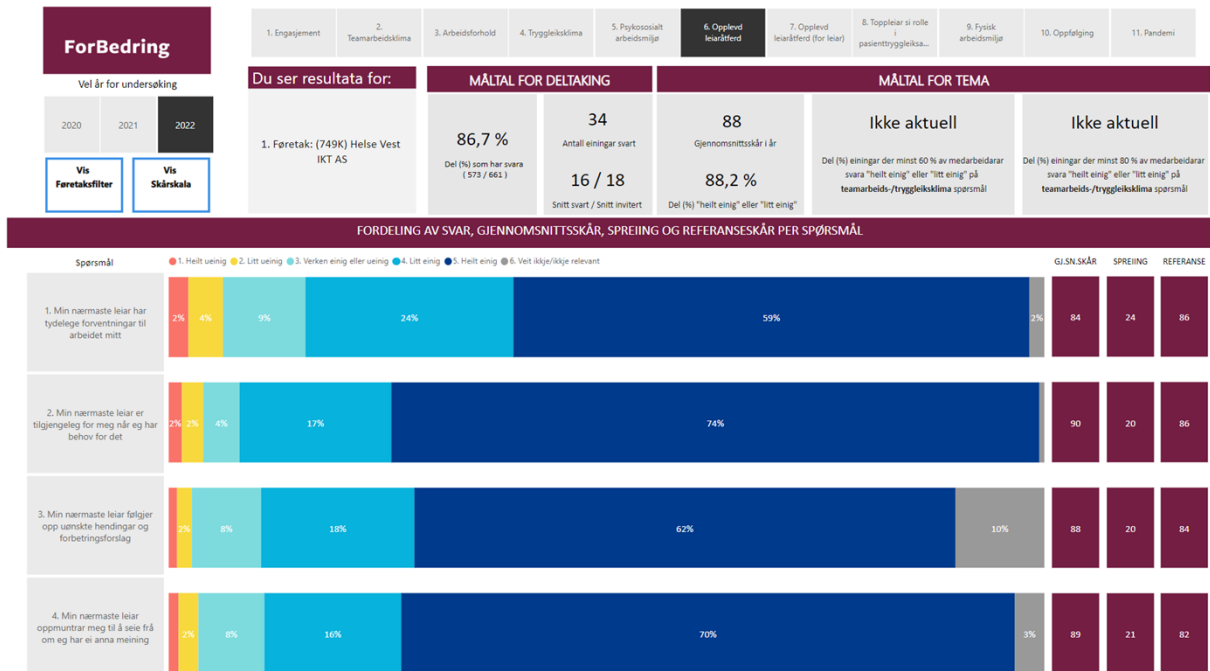 ForBedring
Vel år for undersøking
2020
2021
2022
Vis
Føretaksfilter
Vis
Skårskala
1. Engasjement
2.
Teamarbeidsklima
3. Arbeidsforhold
4. Tryggleiksklima
5. Psykososialt
arbeidsmiljø
6. Opplevd
leiaråtferd
7. Opplevd
leiaråtferd (for leiar)
8. Toppleiar si rolle
i
pasienttryggleiksa...
9. Fysisk
arbeidsmiljø
10. Oppfølging
11. Pandemi
Du ser resultata for:
1. Føretak: (749K) Helse Vest
IKT AS
MÅLTAL FOR DELTAKING
86,7 %
Del (%) som har svara
( 573 / 661 )
34
Antall einingar svart
16 / 18
Snitt svart / Snitt invitert
MÅLTAL FOR TEMA
88
Gjennomsnittsskår i år
88,2 %
Del (%) "heilt einig" eller "litt einig"
Ikke aktuell
Del (%) einingar der minst 60 % av medarbeidarar
svara "heilt einig" eller "litt einig" på
teamarbeids-/tryggleiksklima spørsmål
Ikke aktuell
Del (%) einingar der minst 80 % av medarbeidarar
svara "heilt einig" eller "litt einig" på
teamarbeids-/tryggleiksklima spørsmål
FORDELING AV SVAR, GJENNOMSNITTSSKÅR, SPREIING OG REFERANSESKÅR PER SPØRSMÅL
Spørsmål
1. Heilt ueinig 2. Litt ueinig 3. Verken einig eller ueinig 4. Litt einig 5. Heilt einig 6. Veit ikkje/ikkje relevant
GJ.SN.SKÅR SPREIING REFERANSE
1. Min nærmaste leiar har
tydelege forventningar til
arbeidet mitt
2% 4% 9% 24% 59% 2% 84 24 86
2. Min nærmaste leiar er
tilgjengeleg for meg når eg har
behov for det
2% 2% 4% 17% 74% 90 20 86
3. Min nærmaste leiar følgjer
opp uønskte hendingar og
forbetringsforslag
2% 8% 18% 62% 10% 88 20 84
4. Min nærmaste leiar
oppmuntrar meg til å seie frå
om eg har ei anna meining
2% 8% 16% 70% 3% 89 21 82